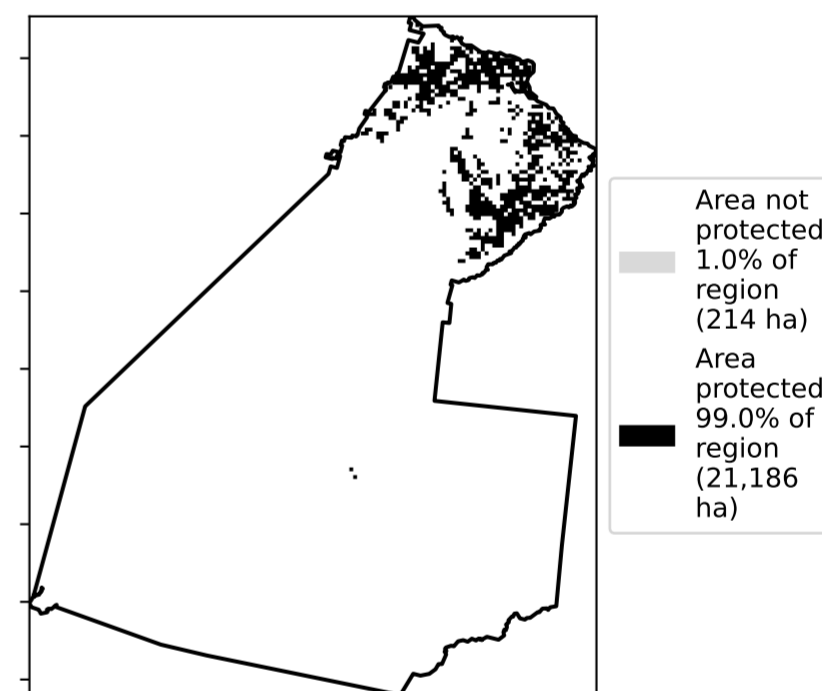 Area not
protected
1.0% of
region
(214 ha)
Area
protected
99.0% of
region
(21,186
ha)